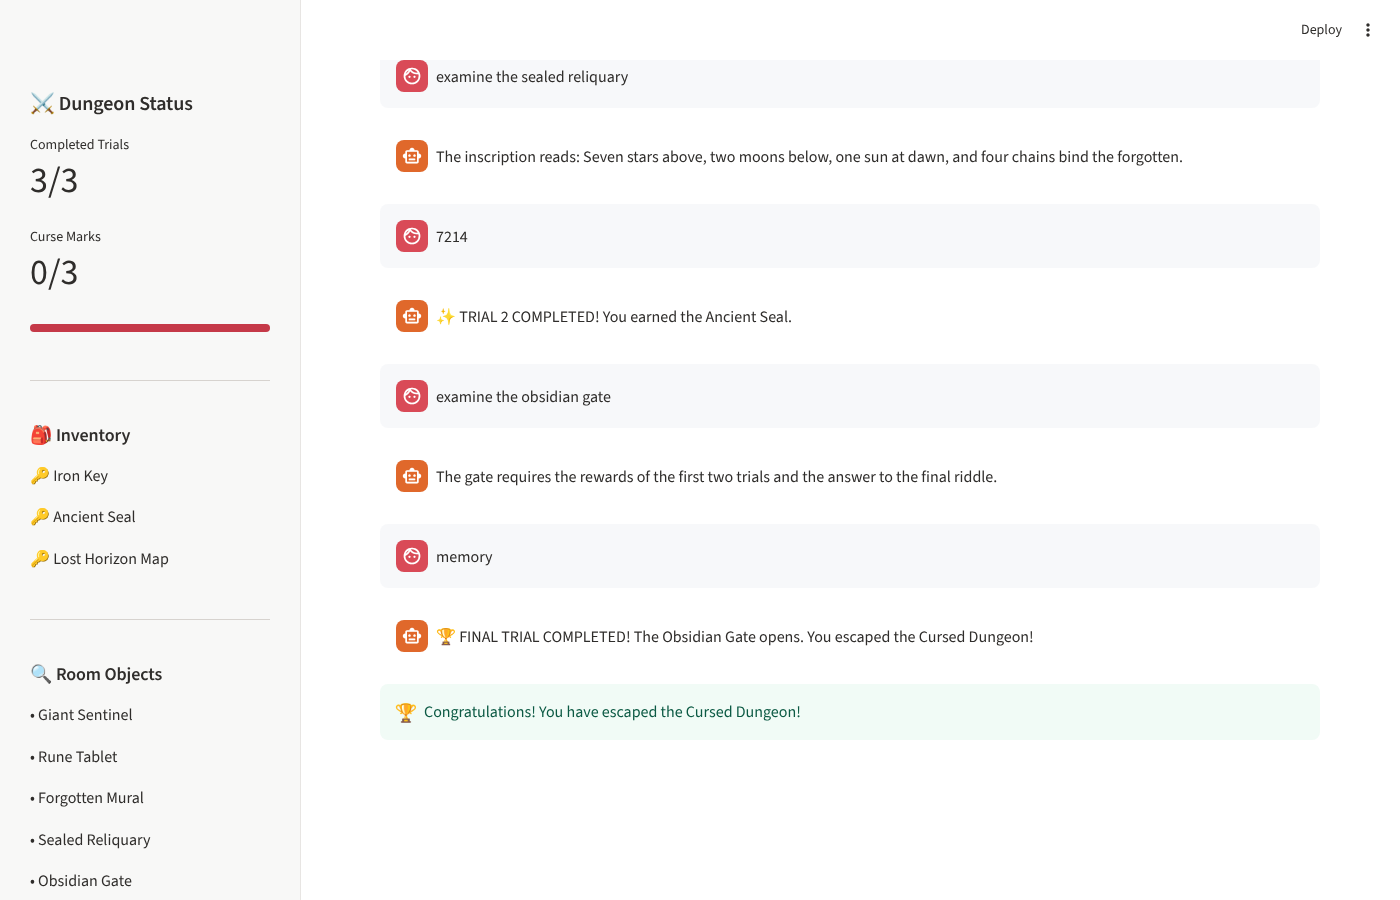 Deploy
⚔️ Dungeon Status
Completed Trials
3/3
Curse Marks
0/3
🎒 Inventory
🔑 Iron Key
🔑 Ancient Seal
🔑 Lost Horizon Map
🔍 Room Objects
• Giant Sentinel
• Rune Tablet
• Forgotten Mural
• Sealed Reliquary
• Obsidian Gate
examine the sealed reliquary
The inscription reads: Seven stars above, two moons below, one sun at dawn, and four chains bind the forgotten.
7214
✨ TRIAL 2 COMPLETED! You earned the Ancient Seal.
examine the obsidian gate
The gate requires the rewards of the first two trials and the answer to the final riddle.
memory
🏆 FINAL TRIAL COMPLETED! The Obsidian Gate opens. You escaped the Cursed Dungeon!
🏆 Congratulations! You have escaped the Cursed Dungeon!